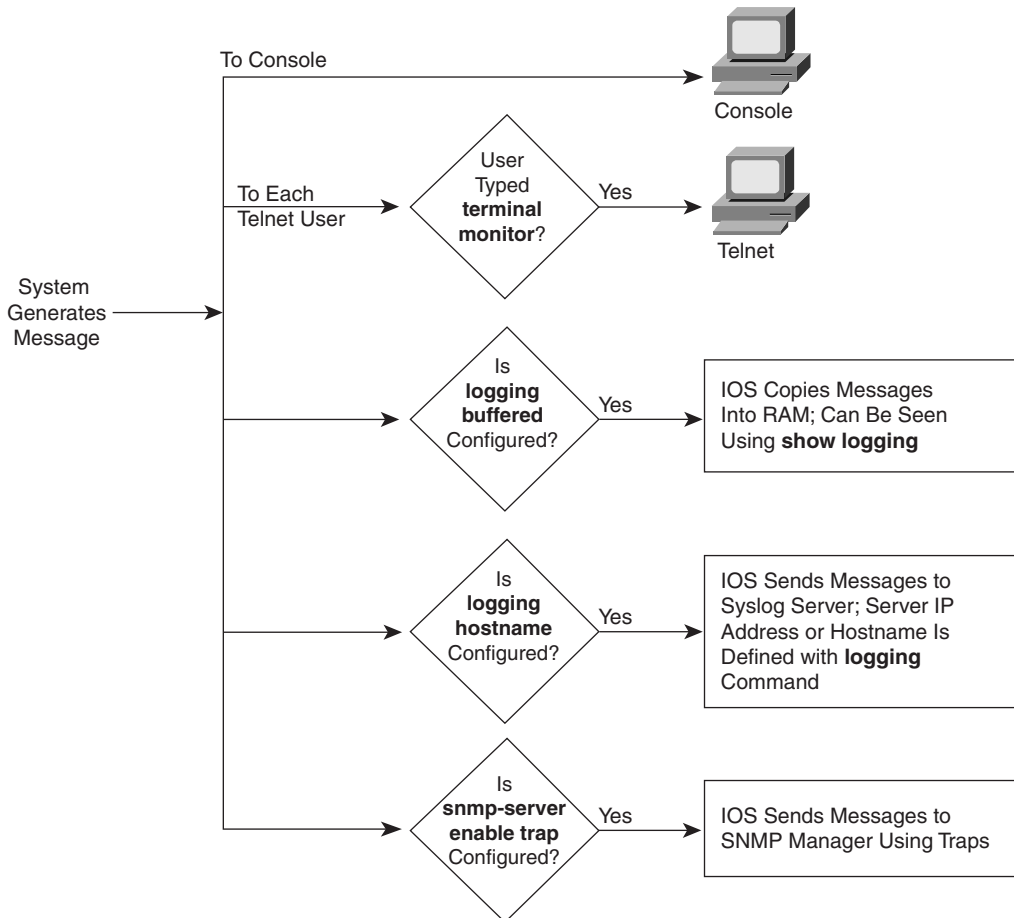 To Console
Console
To Each
Telnet User
User
Typed
terminal
monitor?
Yes
Telnet
System
Generates
Message
Is
logging
buffered
Configured?
Yes
IOS Copies Messages
Into RAM; Can Be Seen
Using show logging
Is
logging
hostname
Configured?
Yes
IOS Sends Messages to
Syslog Server; Server IP
Address or Hostname Is
Defined with logging
Command
Is
snmp-server
enable trap
Configured?
Yes
IOS Sends Messages to
SNMP Manager Using Traps